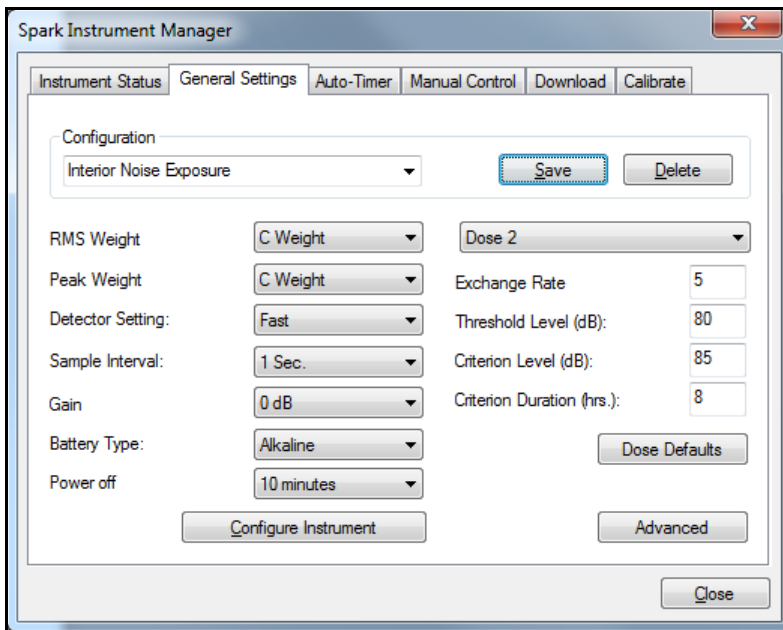 Spark Instrument Manager
X
Instrument Status General Settings Auto-Timer Manual Control Download Calibrate
Configuration
Interior Noise Exposure Save Delete
RMS Weight C Weight Dose 2
Peak Weight C Weight Exchange Rate 5
Detector Setting: Fast Threshold Level (dB): 80
Sample Interval: 1 Sec. Criterion Level (dB): 85
Gain 0 dB Criterion Duration (hrs.): 8
Battery Type: Alkaline Dose Defaults
Power off 10 minutes
Configure Instrument Advanced
Close